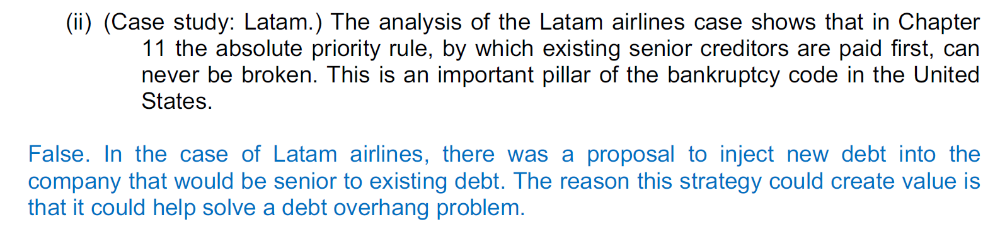 (ii) (Case study: Latam.) The analysis of the Latam airlines case shows that in Chapter
11 the absolute priority rule, by which existing senior creditors are paid first, can
never be broken. This is an important pillar of the bankruptcy code in the United
States.
False. In the case of Latam airlines, there was a proposal to inject new debt into the
company that would be senior to existing debt. The reason this strategy could create value is
that it could help solve a debt overhang problem.